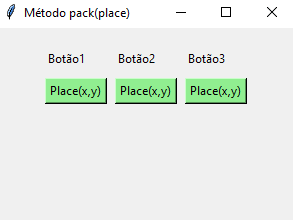 Método pack(place)
Botão1 Botão2 Botão3
Place(x,y) Place(x,y) Place(x,y)